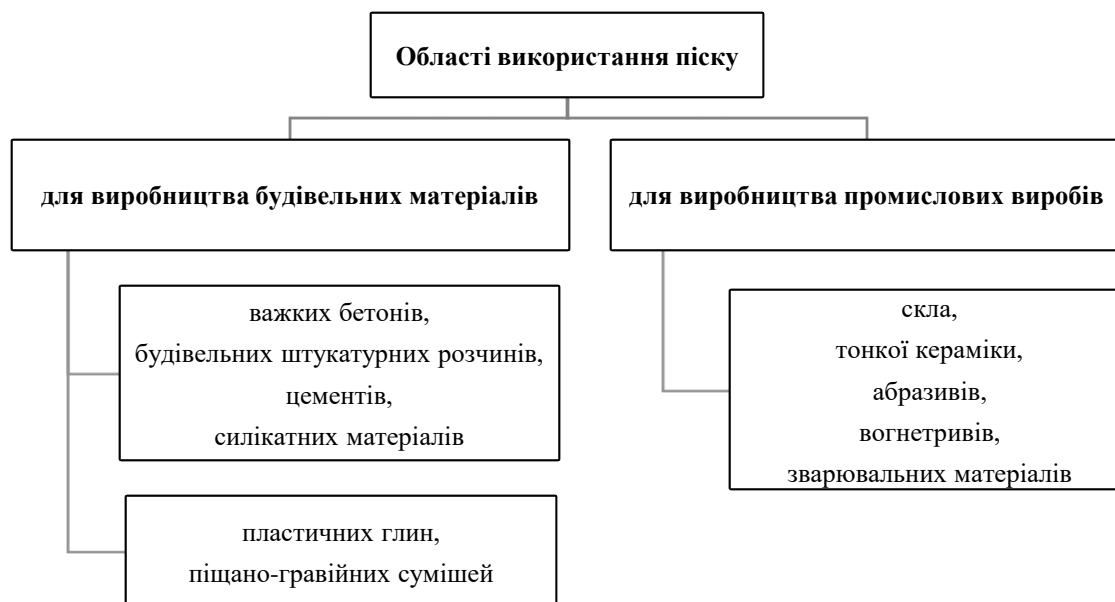 Області використання піску
для виробництва будівельних матеріалів
для виробництва промислових виробів
важких бетонів,
будівельних штукатурних розчинів,
цементів,
силікатних матеріалів
пластичних глин,
піщано-гравійних сумішей
скла,
тонкої кераміки,
абразивів,
вогнетривів,
зварювальних матеріалів